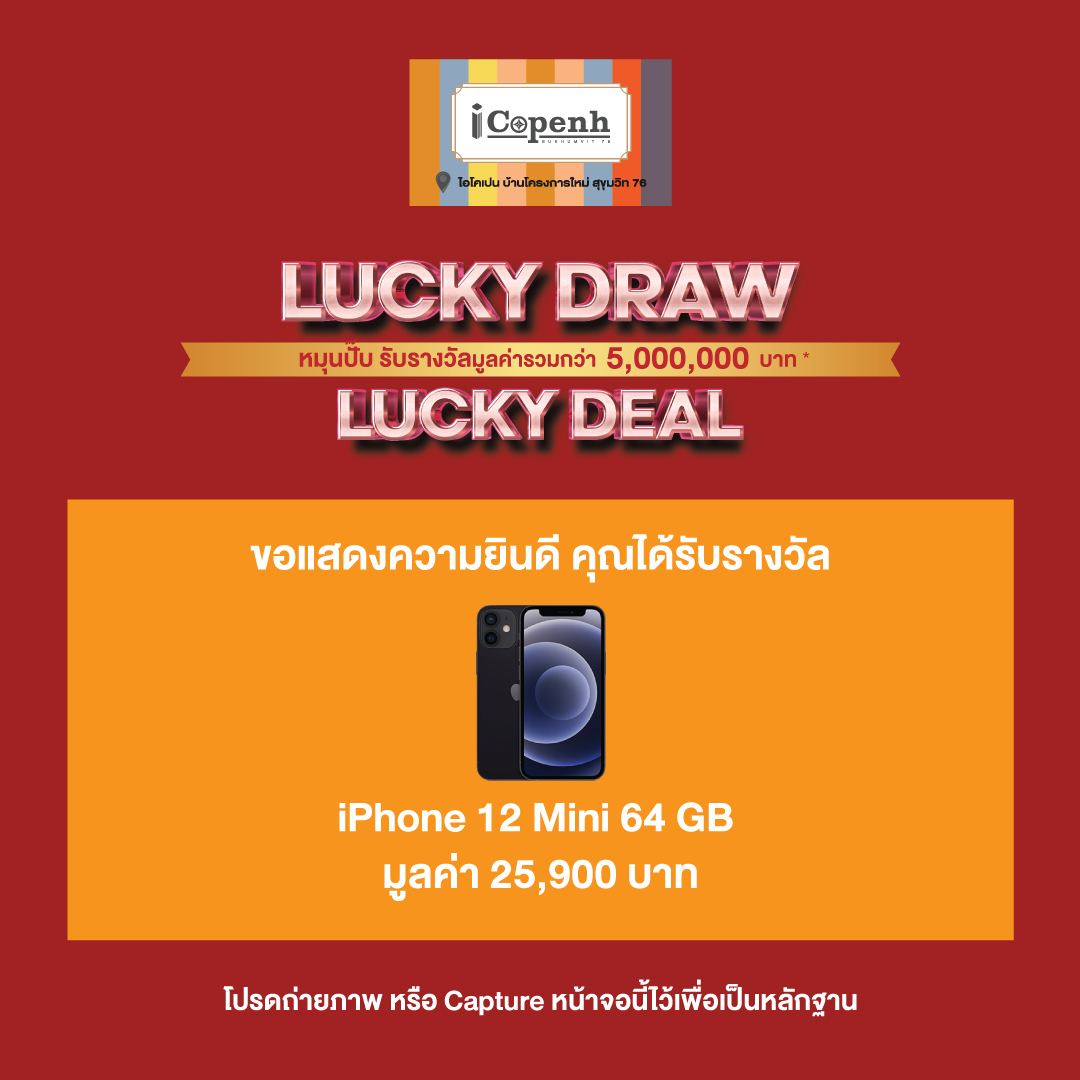 iCopenh
SUKHUMVIT 76
ไอโคเปน บ้านโครงการใหม่ สุขุมวิท 76
LUCKY DRAW
หมุนปั๊บ รับรางวัลมูลค่ารวมกว่า 5,000,000 บาท *
LUCKY DEAL
ขอแสดงความยินดี คุณได้รับรางวัล
iPhone 12 Mini 64 GB
มูลค่า 25,900 บาท
โปรดถ่ายภาพ หรือ Capture หน้าจอนี้ไว้เพื่อเป็นหลักฐาน